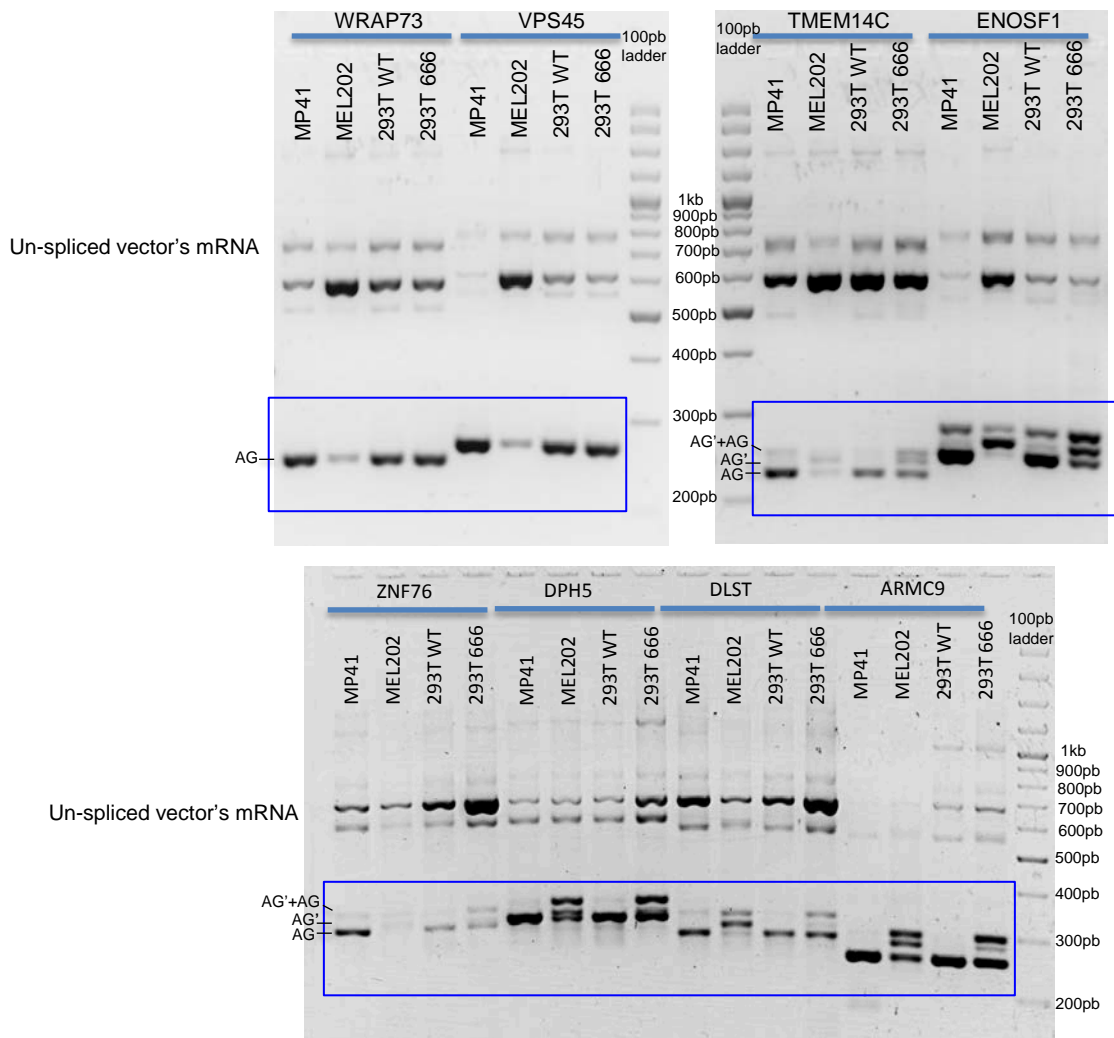 WRAP73 VPS45
100pb
ladder
MP41 MEL202 293T WT 293T 666 MP41 MEL202 293T WT 293T 666
TMEM14C ENOSF1
100pb
ladder
MP41 MEL202 293T WT 293T 666 MP41 MEL202 293T WT 293T 666
1kb
900pb
800pb
700pb
600pb
500pb
400pb
300pb
200pb
Un-spliced vector's mRNA
AG
AG'+AG
AG'
AG
ZNF76 DPH5 DLST ARMC9
100pb
ladder
MP41 MEL202 293T WT 293T 666 MP41 MEL202 293T WT 293T 666 MP41 MEL202 293T WT 293T 666 MP41 MEL202 293T WT 293T 666
1kb
900pb
800pb
700pb
600pb
500pb
400pb
300pb
200pb
Un-spliced vector's mRNA
AG'+AG
AG'
AG